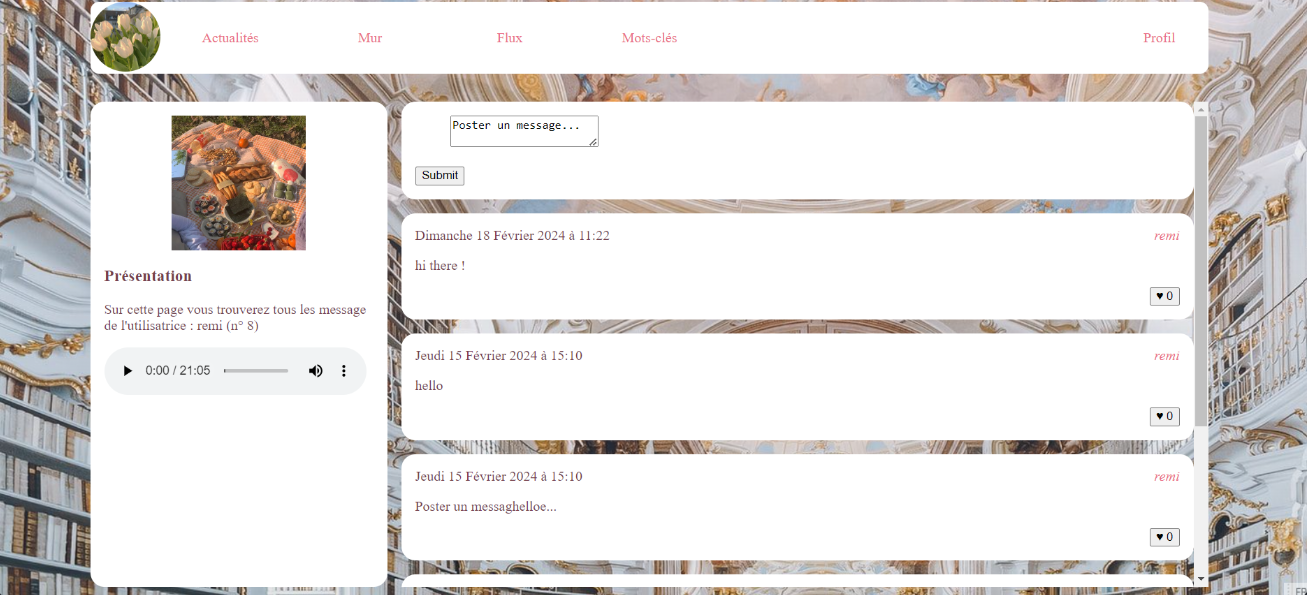 Actualités Mur Flux Mots-clés Profil
Présentation
Sur cette page vous trouverez tous les message
de l'utilisatrice : remi (n° 8)
0:00 / 21:05
Poster un message...
Submit
Dimanche 18 Février 2024 à 11:22 remi
hi there !
♥ 0
Jeudi 15 Février 2024 à 15:10 remi
hello
♥ 0
Jeudi 15 Février 2024 à 15:10 remi
Poster un messaghelloe...
♥ 0